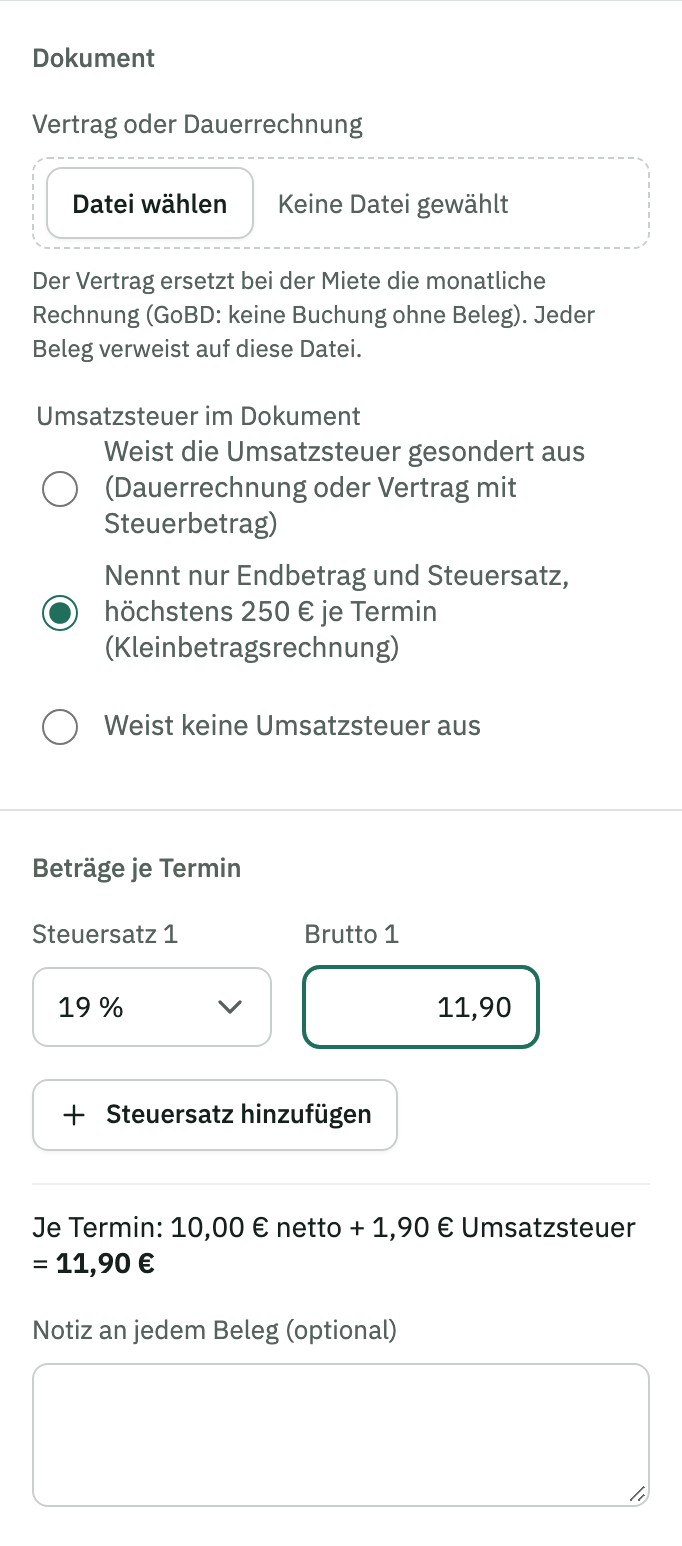 Dokument
Vertrag oder Dauerrechnung
Datei wählen Keine Datei gewählt
Der Vertrag ersetzt bei der Miete die monatliche
Rechnung (GoBD: keine Buchung ohne Beleg). Jeder
Beleg verweist auf diese Datei.
Umsatzsteuer im Dokument
Weist die Umsatzsteuer gesondert aus
(Dauerrechnung oder Vertrag mit
Steuerbetrag)
Nennt nur Endbetrag und Steuersatz,
höchstens 250 € je Termin
(Kleinbetragsrechnung)
Weist keine Umsatzsteuer aus
Beträge je Termin
Steuersatz 1 Brutto 1
19 % 11,90
+ Steuersatz hinzufügen
Je Termin: 10,00 € netto + 1,90 € Umsatzsteuer
= 11,90 €
Notiz an jedem Beleg (optional)